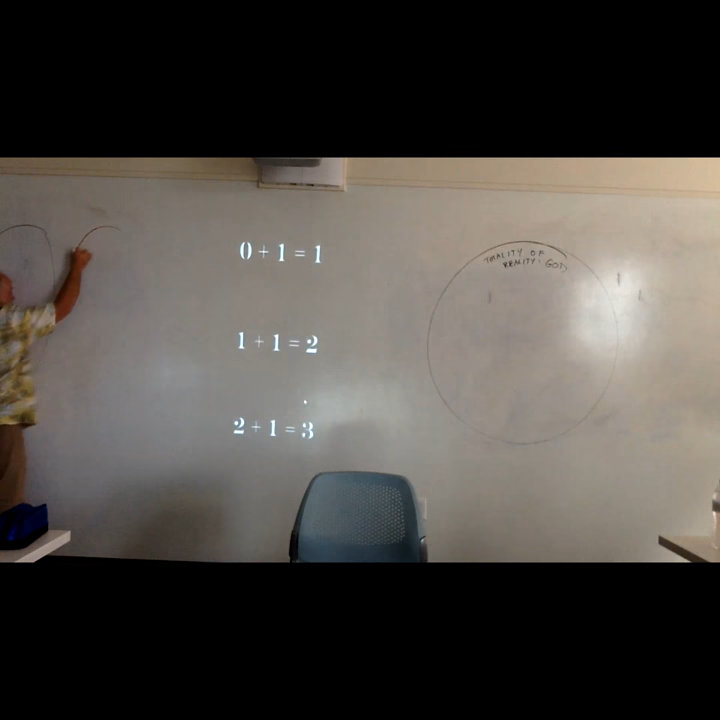 0 + 1 = 1
1 + 1 = 2
2 + 1 = 3
TOTALITY OF
REALITY: GOD